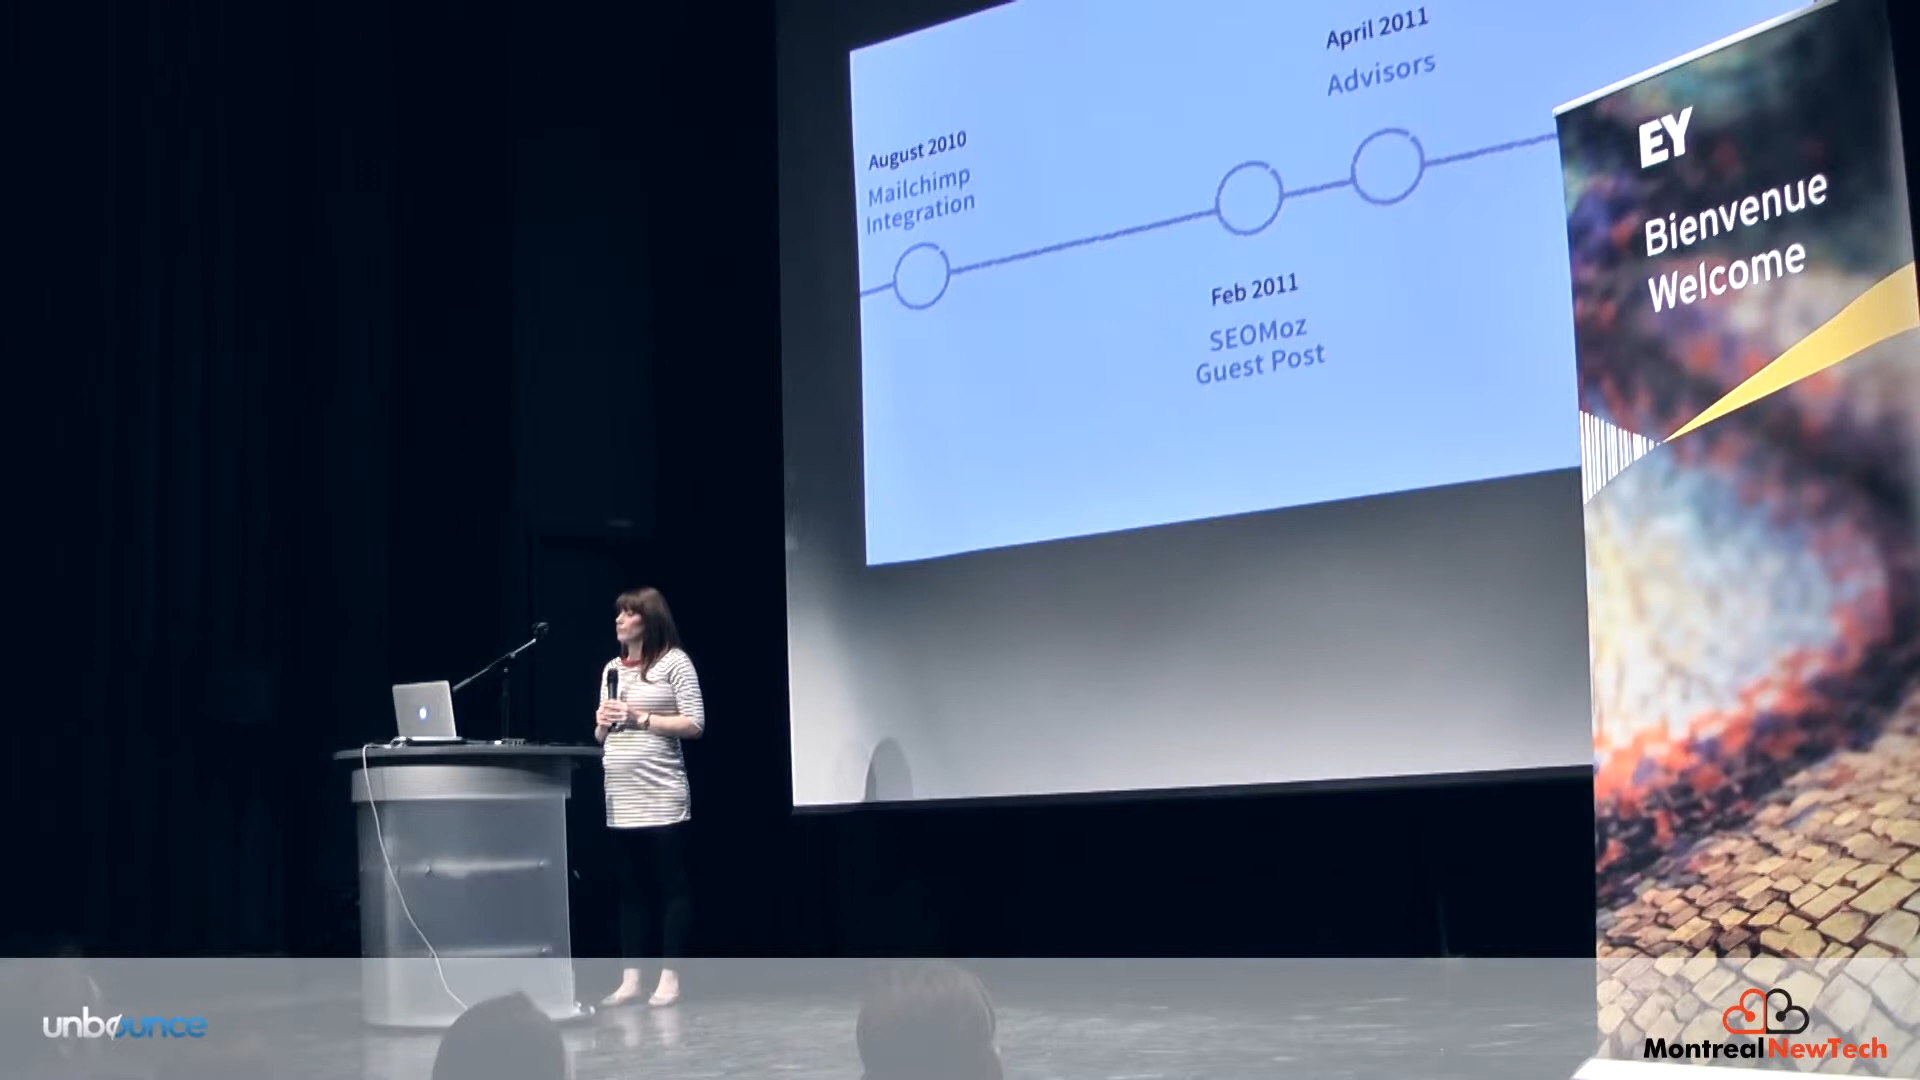 April 2011
Advisors
August 2010
Mailchimp
Integration
Feb 2011
SEOMoz
Guest Post
EY
Bienvenue
Welcome
unbounce
MontrealNewTech